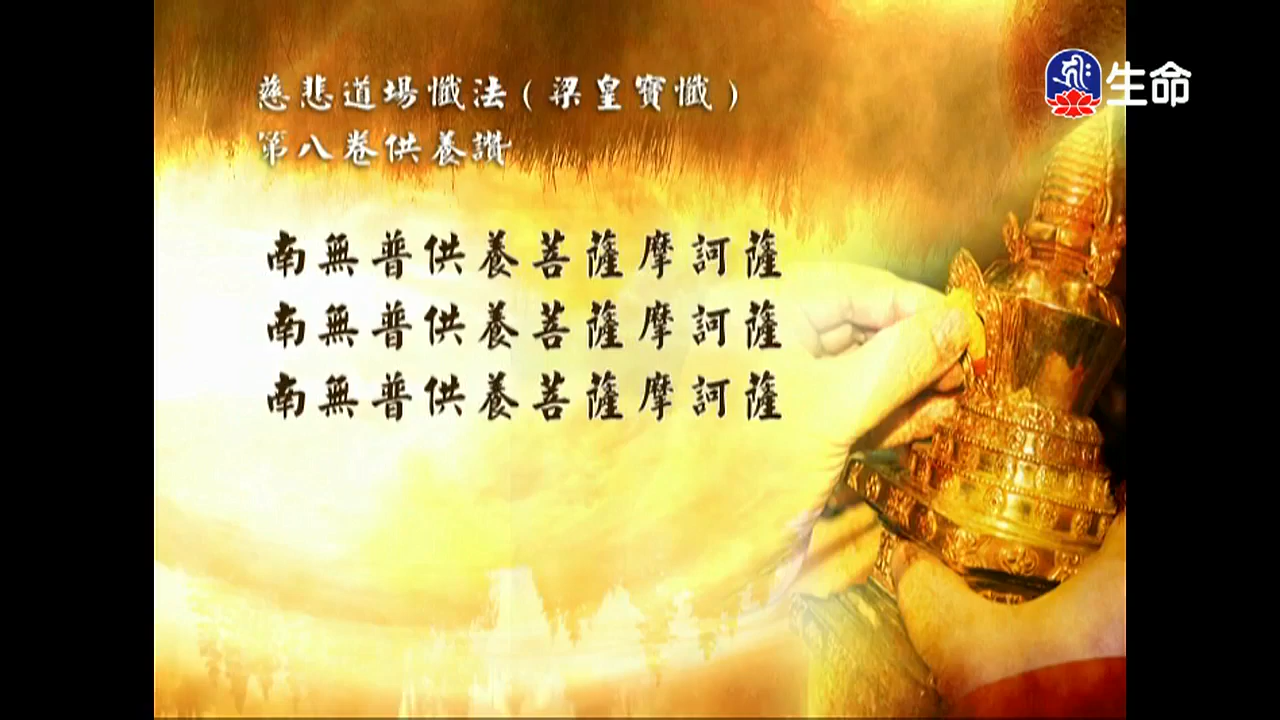 慈悲道場懺法(梁皇寶懺)
第八卷供養讚
生命
南無普供養菩薩摩訶薩
南無普供養菩薩摩訶薩
南無普供養菩薩摩訶薩